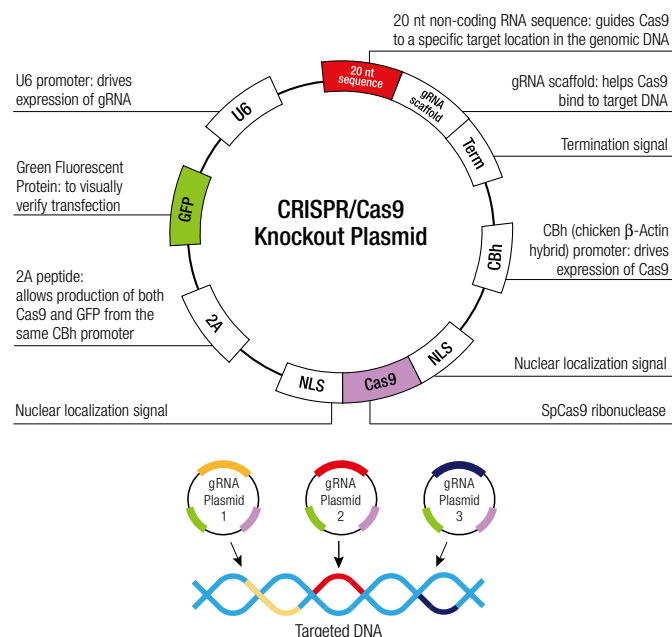 20 nt non-coding RNA sequence: guides Cas9
to a specific target location in the genomic DNA
U6 promoter: drives
expression of gRNA
20 nt
sequence
gRNA
scaffold
gRNA scaffold: helps Cas9
bind to target DNA
U6
Term
Termination signal
Green Fluorescent
Protein: to visually
verify transfection
GFP
CRISPR/Cas9
Knockout Plasmid
CBh
CBh (chicken β-Actin
hybrid) promoter: drives
expression of Cas9
2A peptide:
allows production of both
Cas9 and GFP from the
same CBh promoter
2A
NLS
Cas9
NLS
Nuclear localization signal
Nuclear localization signal
SpCas9 ribonuclease
gRNA
Plasmid
1
gRNA
Plasmid
2
gRNA
Plasmid
3
Targeted DNA